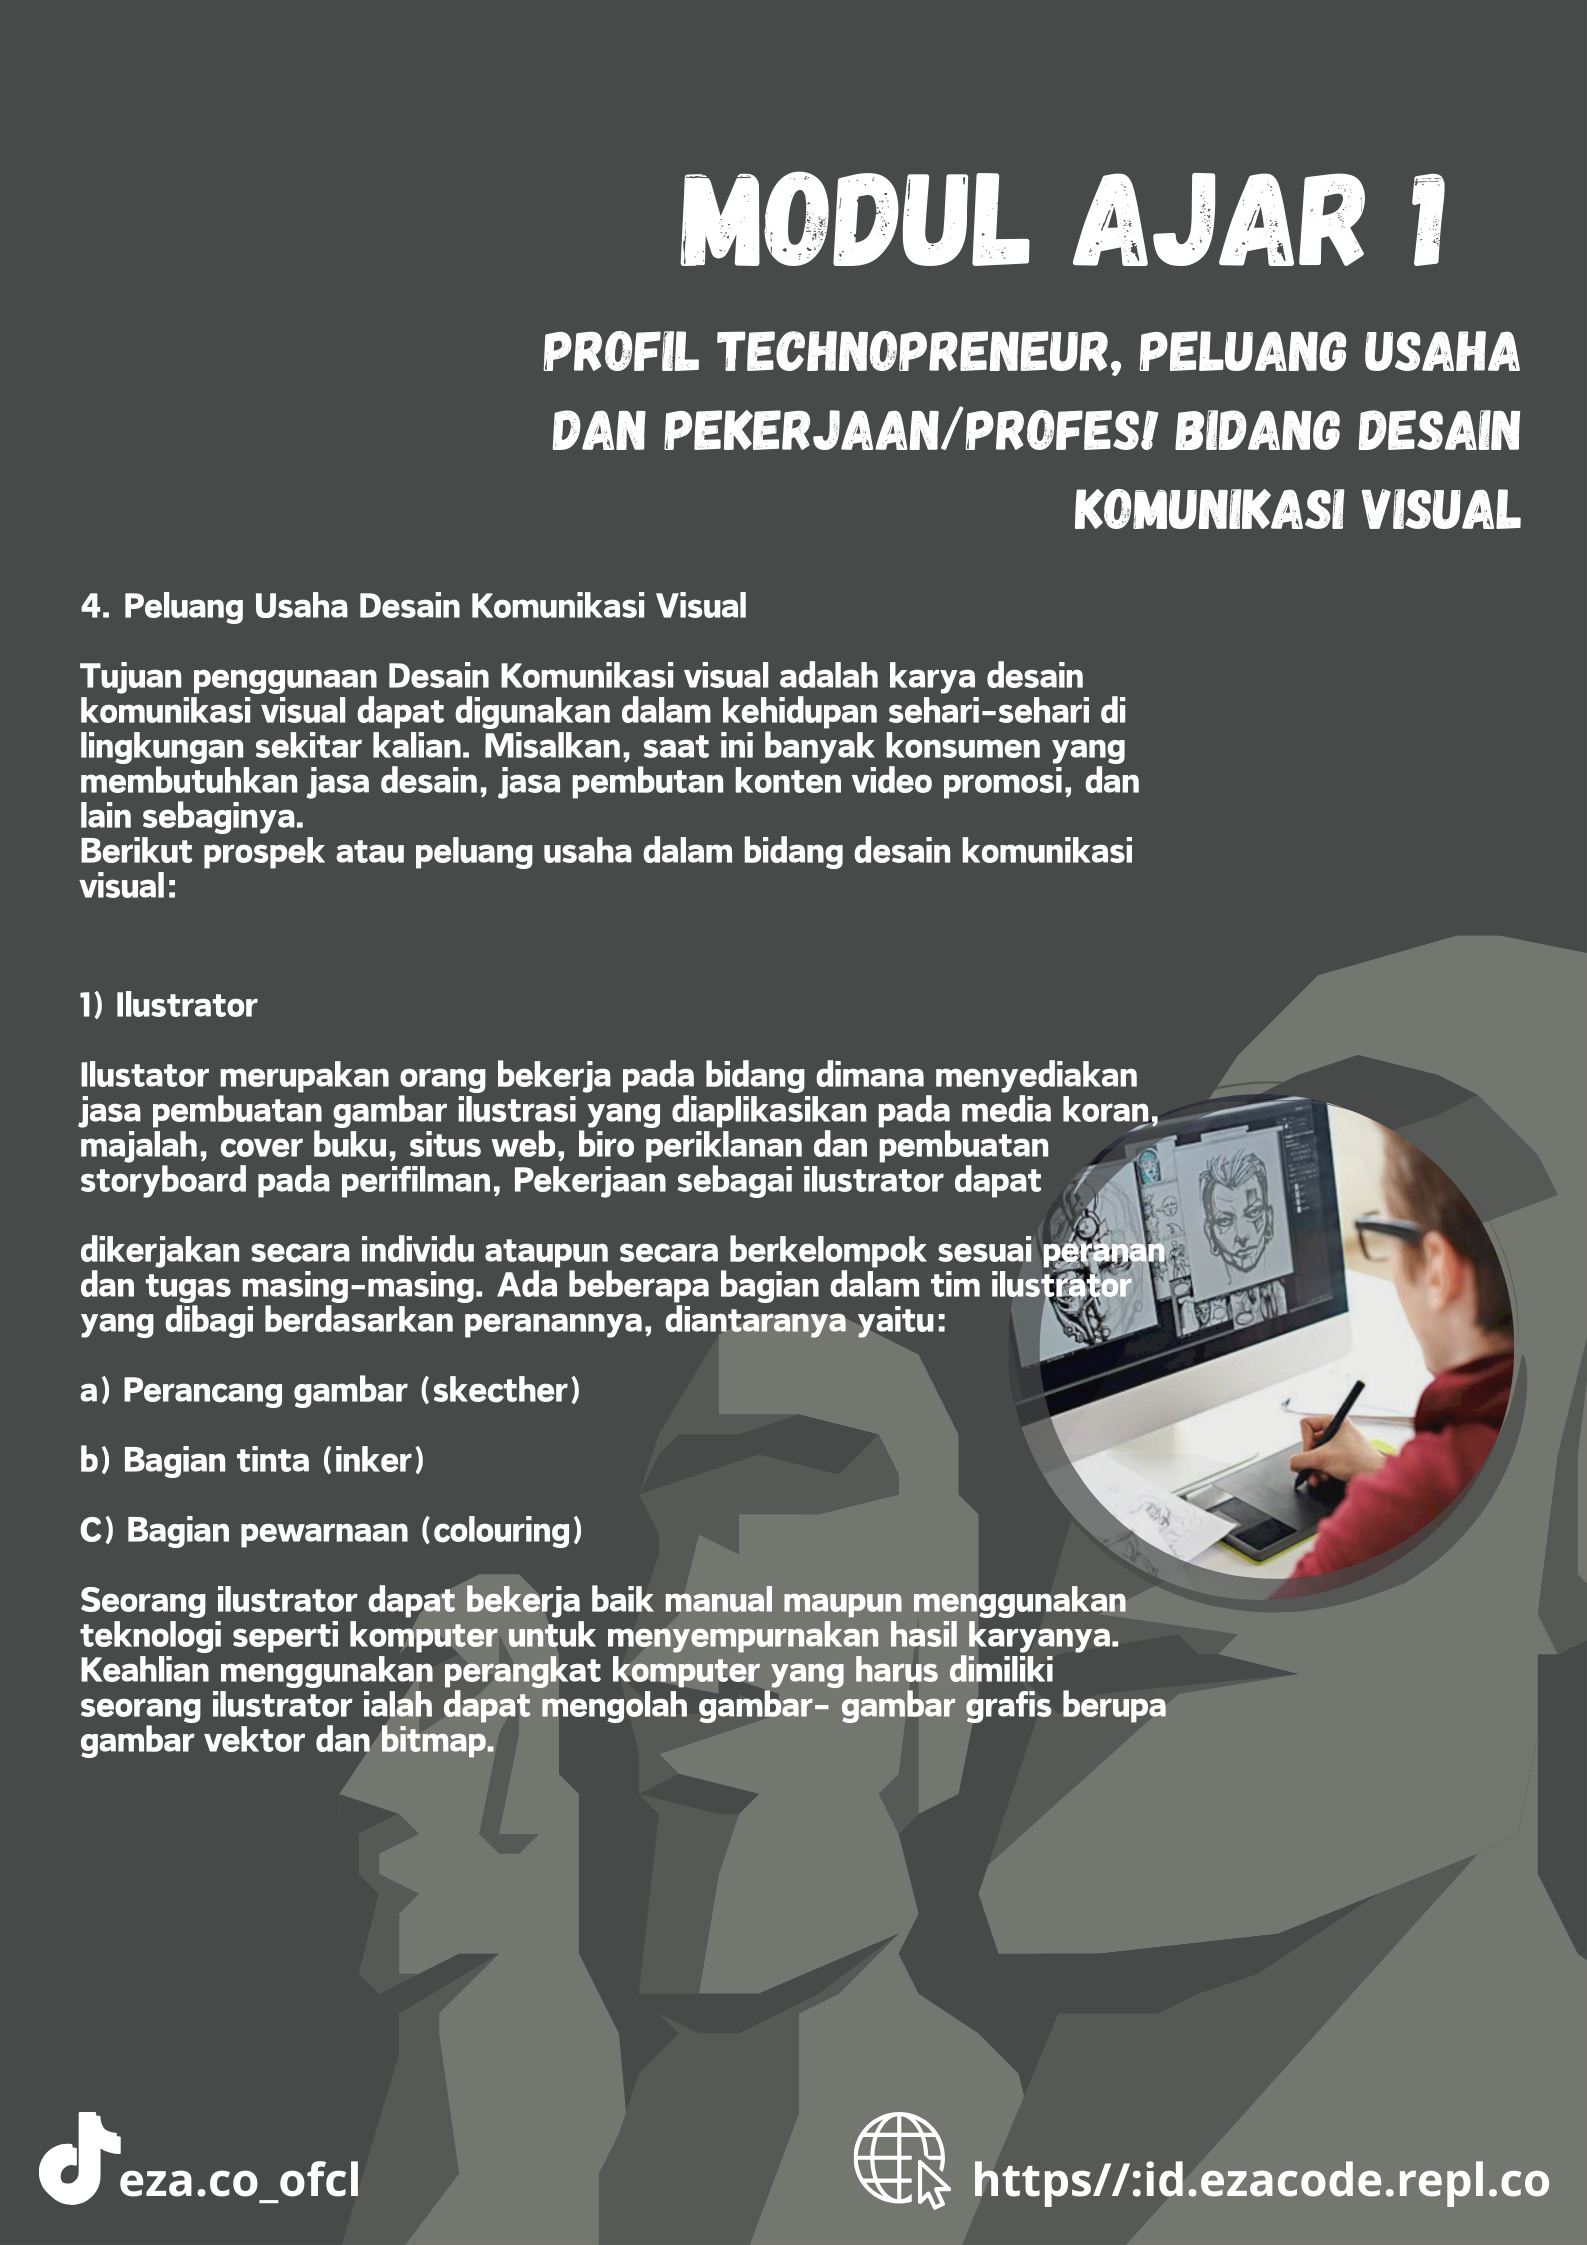 MODUL AJAR 1
PROFIL TECHNOPRENEUR, PELUANG USAHA
DAN PEKERJAAN/PROFES! BIDANG DESAIN
KOMUNIKASI VISUAL
4. Peluang Usaha Desain Komunikasi Visual
Tujuan penggunaan Desain Komunikasi visual adalah karya desain
komunikasi visual dapat digunakan dalam kehidupan sehari-sehari di
lingkungan sekitar kalian. Misalkan, saat ini banyak konsumen yang
membutuhkan jasa desain, jasa pembutan konten video promosi, dan
lain sebaginya.
Berikut prospek atau peluang usaha dalam bidang desain komunikasi
visual:
1) Ilustrator
Ilustator merupakan orang bekerja pada bidang dimana menyediakan
jasa pembuatan gambar ilustrasi yang diaplikasikan pada media koran,
majalah, cover buku, situs web, biro periklanan dan pembuatan
storyboard pada perifilman, Pekerjaan sebagai ilustrator dapat
dikerjakan secara individu ataupun secara berkelompok sesuai peranan
dan tugas masing-masing. Ada beberapa bagian dalam tim ilustrator
yang dibagi berdasarkan peranannya, diantaranya yaitu:
a) Perancang gambar (skecther)
b) Bagian tinta (inker)
C) Bagian pewarnaan (colouring)
Seorang ilustrator dapat bekerja baik manual maupun menggunakan
teknologi seperti komputer untuk menyempurnakan hasil karyanya.
Keahlian menggunakan perangkat komputer yang harus dimiliki
seorang ilustrator ialah dapat mengolah gambar- gambar grafis berupa
gambar vektor dan bitmap.
eza.co_ofcl
https//:id.ezacode.repl.co